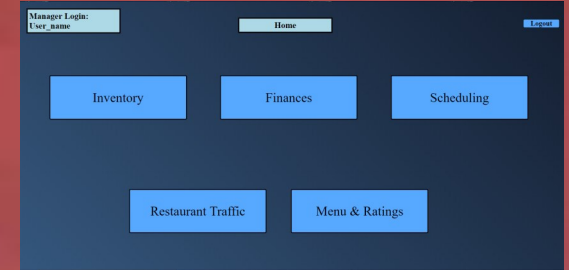 Manager Login:
User_name
Home
Logout
Inventory
Finances
Scheduling
Restaurant Traffic
Menu & Ratings